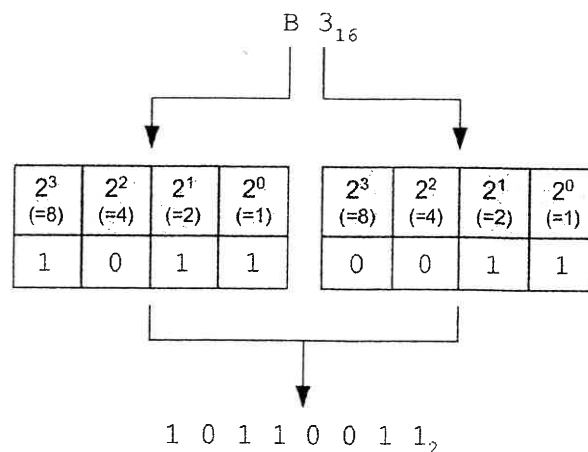 B 3₁₆
2³ 2² 2¹ 2⁰ 2³ 2² 2¹ 2⁰
(=8) (=4) (=2) (=1) (=8) (=4) (=2) (=1)
1 0 1 1 0 0 1 1
1 0 1 1 0 0 1 1₂